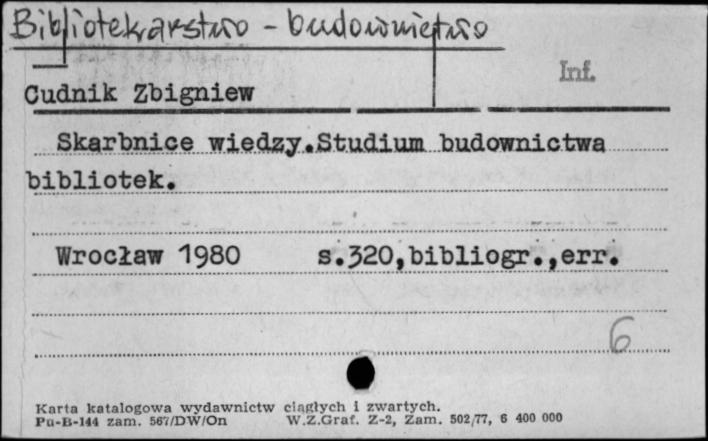 Bibliotekarstwo - budownictwo
Inf.
Cudnik Zbigniew
Skarbnice wiedzy.Studium budownictwa
bibliotek.
Wrocław 1980 s.320,bibliogr.,err.
6
Karta katalogowa wydawnictw ciągłych i zwartych.
Pu-B-144 zam. 567/DW/On W.Z.Graf. Z-2, Zam. 502/77, 6 400 000